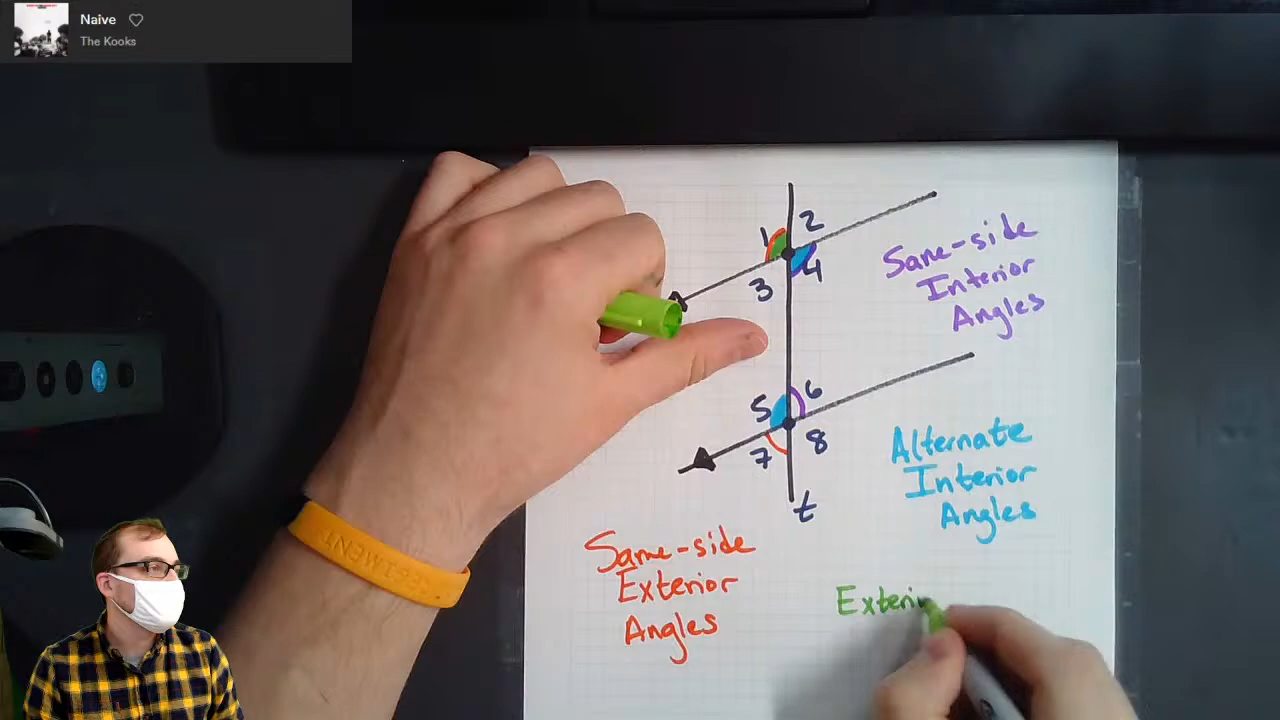 Naive
The Kooks
1
2
3
4
Same-side
Interior
Angles
5
6
7
8
t
Alternate
Interior
Angles
Same-side
Exterior
Angles
Exteri